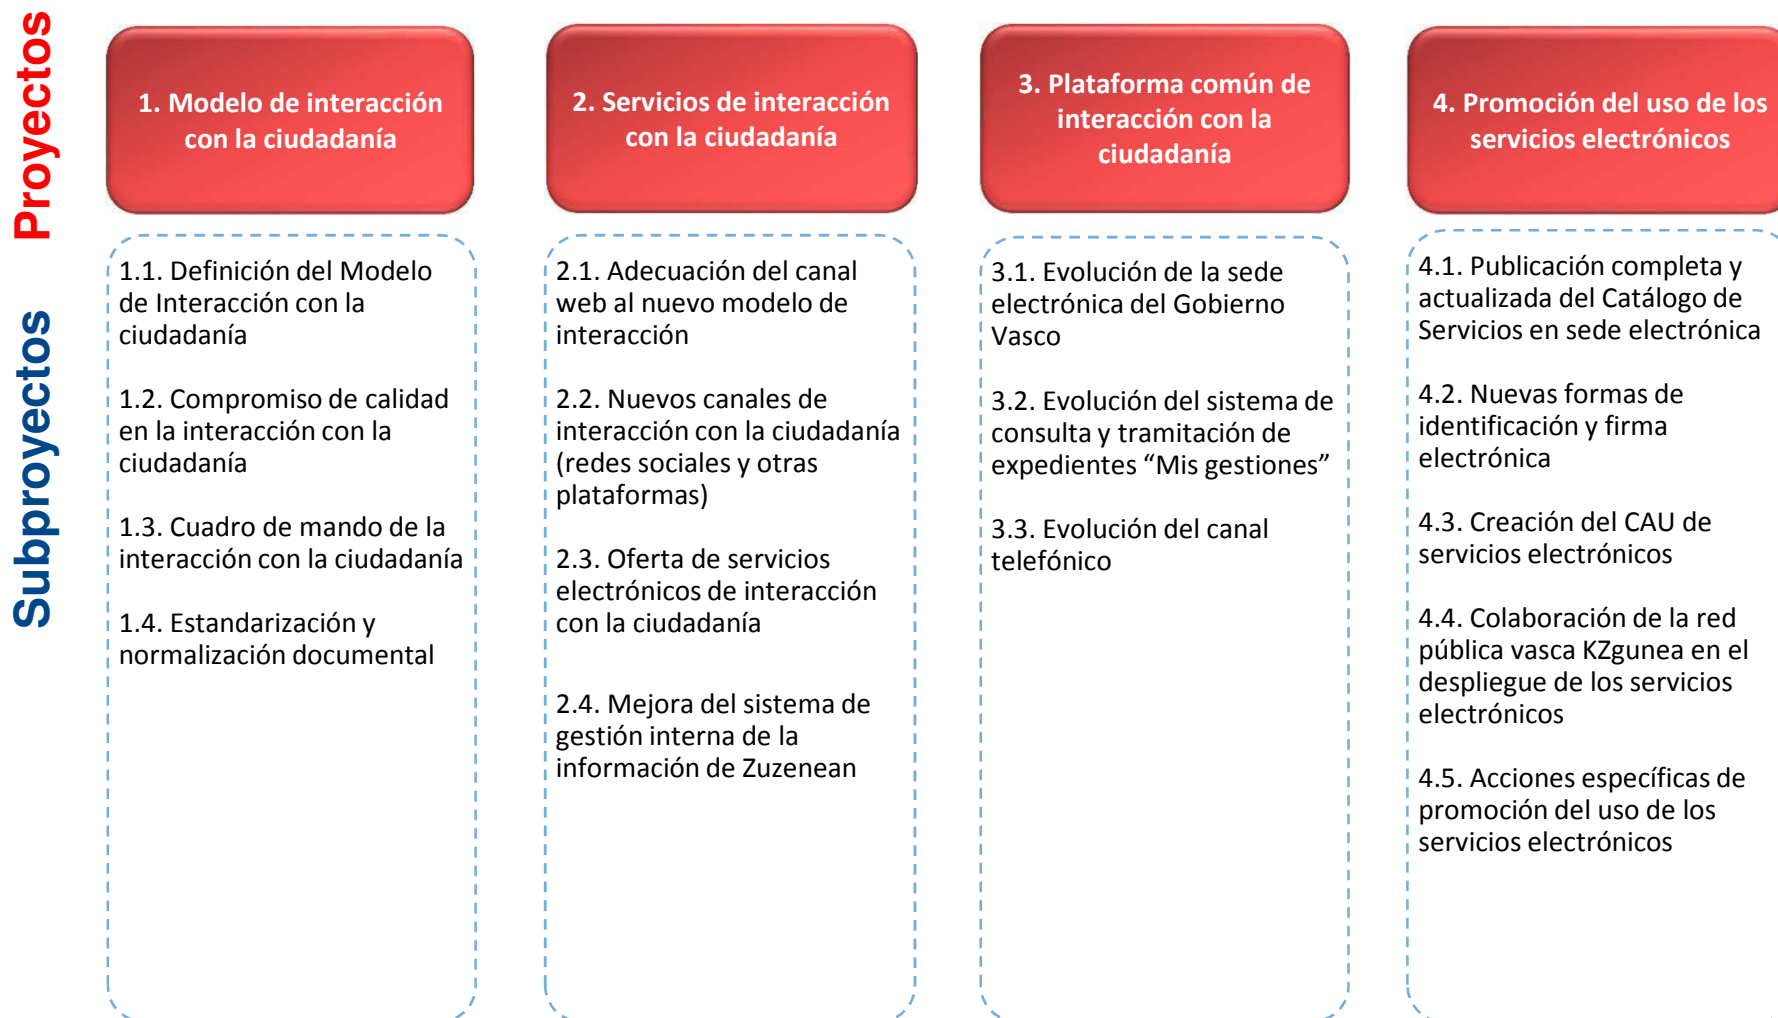 Proyectos
1. Modelo de interacción
con la ciudadanía
2. Servicios de interacción
con la ciudadanía
3. Plataforma común de
interacción con la
ciudadanía
4. Promoción del uso de los
servicios electrónicos
Subproyectos
1.1. Definición del Modelo
de Interacción con la
ciudadanía
1.2. Compromiso de calidad
en la interacción con la
ciudadanía
1.3. Cuadro de mando de la
interacción con la ciudadanía
1.4. Estandarización y
normalización documental
2.1. Adecuación del canal
web al nuevo modelo de
interacción
2.2. Nuevos canales de
interacción con la ciudadanía
(redes sociales y otras
plataformas)
2.3. Oferta de servicios
electrónicos de interacción
con la ciudadanía
2.4. Mejora del sistema de
gestión interna de la
información de Zuzenean
3.1. Evolución de la sede
electrónica del Gobierno
Vasco
3.2. Evolución del sistema de
consulta y tramitación de
expedientes “Mis gestiones”
3.3. Evolución del canal
telefónico
4.1. Publicación completa y
actualizada del Catálogo de
Servicios en sede electrónica
4.2. Nuevas formas de
identificación y firma
electrónica
4.3. Creación del CAU de
servicios electrónicos
4.4. Colaboración de la red
pública vasca KZgunea en el
despliegue de los servicios
electrónicos
4.5. Acciones específicas de
promoción del uso de los
servicios electrónicos